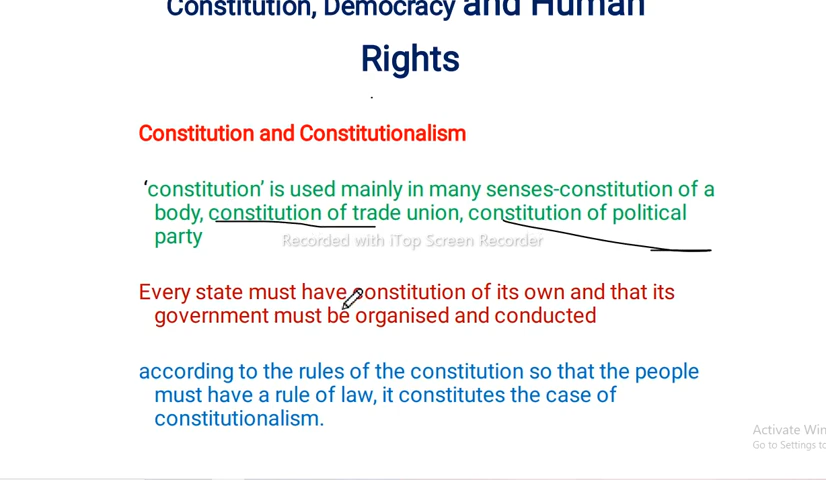 Constitution, Democracy and Human
Rights
Constitution and Constitutionalism
‘constitution’ is used mainly in many senses-constitution of a
body, constitution of trade union, constitution of political
party
Recorded with iTop Screen Recorder
Every state must have constitution of its own and that its
government must be organised and conducted
according to the rules of the constitution so that the people
must have a rule of law, it constitutes the case of
constitutionalism.
Activate Win
Go to Settings to